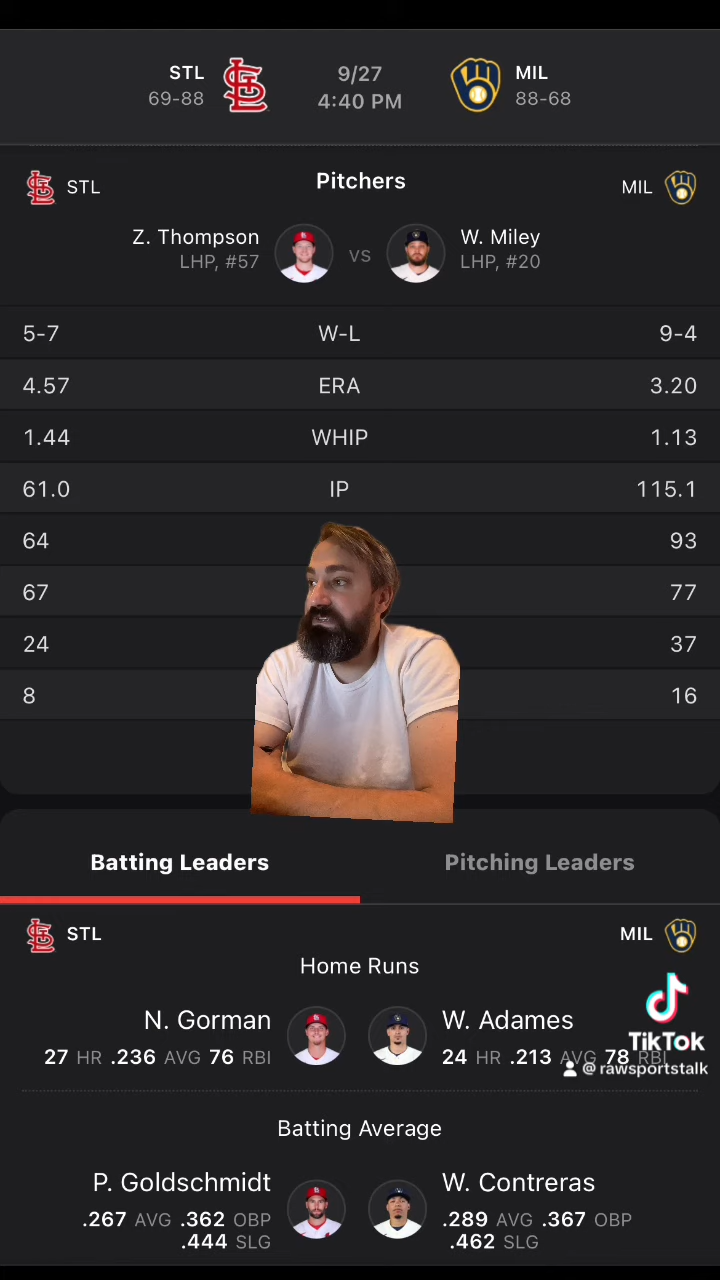 STL 9/27 MIL
69-88 4:40 PM 88-68
STL Pitchers MIL
Z. Thompson vs W. Miley
LHP, #57 LHP, #20
5-7 W-L 9-4
4.57 ERA 3.20
1.44 WHIP 1.13
61.0 IP 115.1
64 93
67 77
24 37
8 16
Batting Leaders Pitching Leaders
STL MIL
Home Runs
N. Gorman W. Adames
27 HR .236 AVG 76 RBI 24 HR .213 AVG 78 RBI
TikTok
@rawsportstalk
Batting Average
P. Goldschmidt W. Contreras
.267 AVG .362 OBP .289 AVG .367 OBP
.444 SLG .462 SLG